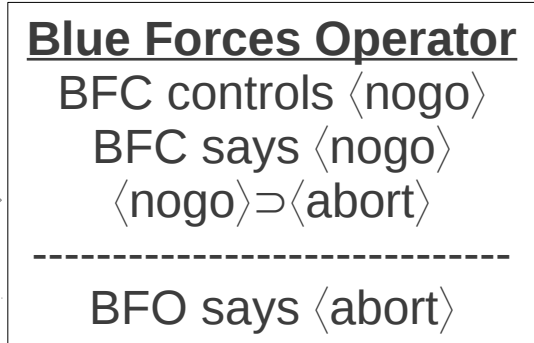 Blue Forces Operator
BFC controls ⟨nogo⟩
BFC says ⟨nogo⟩
⟨nogo⟩⊃⟨abort⟩
------------------------------
BFO says ⟨abort⟩